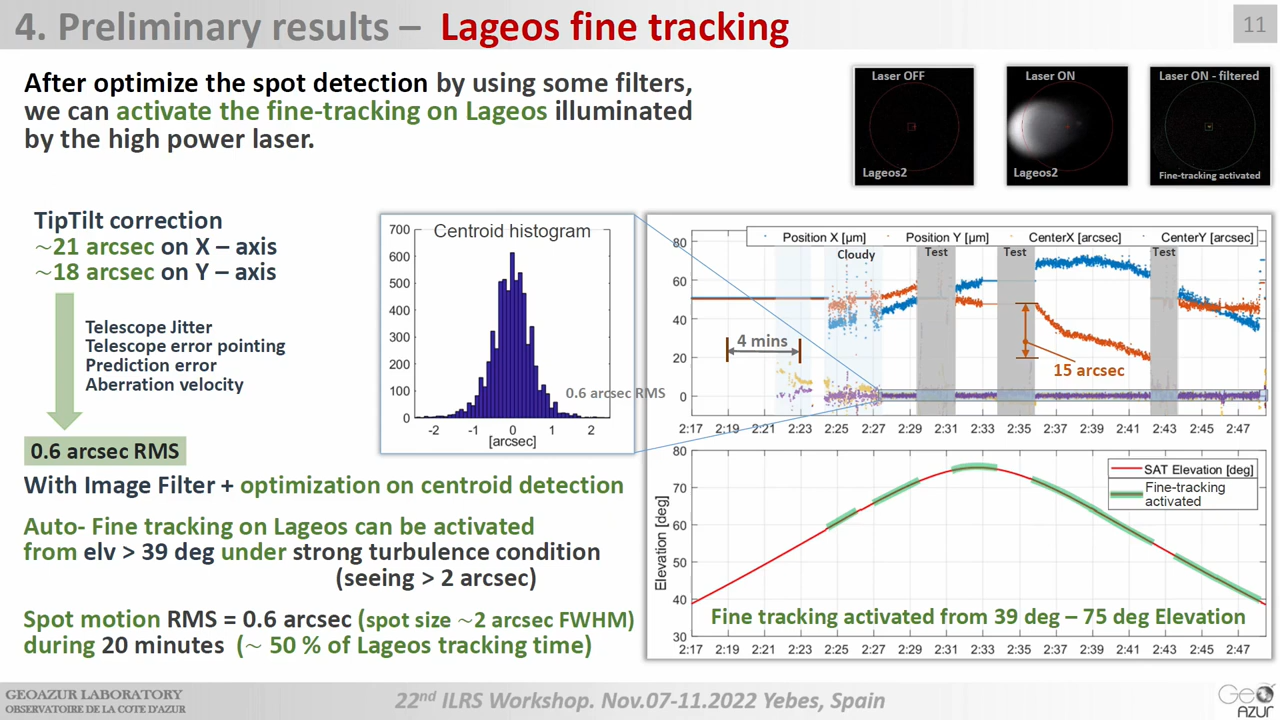 4. Preliminary results – Lageos fine tracking
11
After optimize the spot detection by using some filters,
we can activate the fine-tracking on Lageos illuminated
by the high power laser.
Laser OFF
Lageos2
Laser ON
Lageos2
Laser ON - filtered
Fine-tracking activated
TipTilt correction
~21 arcsec on X – axis
~18 arcsec on Y – axis
Telescope Jitter
Telescope error pointing
Prediction error
Aberration velocity
0.6 arcsec RMS
With Image Filter + optimization on centroid detection
Auto- Fine tracking on Lageos can be activated
from elv > 39 deg under strong turbulence condition
(seeing > 2 arcsec)
Spot motion RMS = 0.6 arcsec (spot size ~2 arcsec FWHM)
during 20 minutes (~ 50 % of Lageos tracking time)
Centroid histogram
700
600
500
400
300
200
100
0
0.6 arcsec RMS
-2 -1 0 1 2
[arcsec]
Position X [µm] Position Y [µm] CenterX [arcsec] CenterY [arcsec]
Cloudy
Test
Test
Test
80
60
40
20
0
4 mins
15 arcsec
2:17 2:19 2:21 2:23 2:25 2:27 2:29 2:31 2:33 2:35 2:37 2:39 2:41 2:43 2:45 2:47
80
70
60
50
40
30
Elevation [deg]
SAT Elevation [deg]
Fine-tracking
activated
Fine tracking activated from 39 deg – 75 deg Elevation
2:17 2:19 2:21 2:23 2:25 2:27 2:29 2:31 2:33 2:35 2:37 2:39 2:41 2:43 2:45 2:47
GEOAZUR LABORATORY
OBSERVATOIRE DE LA COTE D'AZUR
22nd ILRS Workshop. Nov.07-11.2022 Yebes, Spain
Geo
AZUR